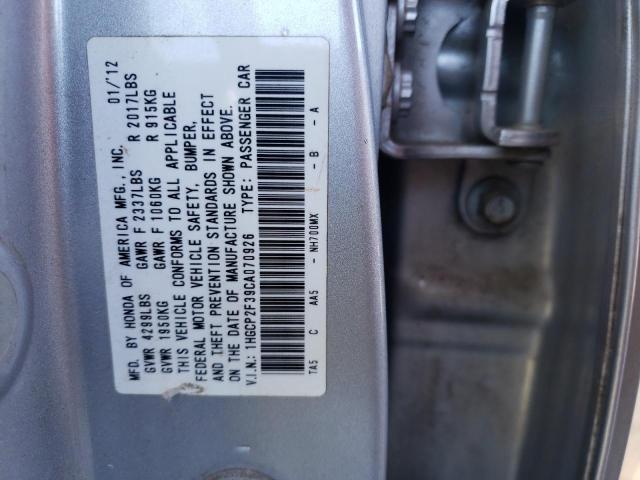 MFD. BY HONDA OF AMERICA MFG., INC. 01/'12
GVWR 4299LBS GAWR F 2337LBS R 2017LBS
GVWR 1950KG GAWR F 1060KG R 915KG
THIS VEHICLE CONFORMS TO ALL APPLICABLE
FEDERAL MOTOR VEHICLE SAFETY, BUMPER,
AND THEFT PREVENTION STANDARDS IN EFFECT
ON THE DATE OF MANUFACTURE SHOWN ABOVE.
V.I.N.: 1HGCP2F39CA070926 TYPE: PASSENGER CAR
TA5 C AA5 - NH700MX - B - A